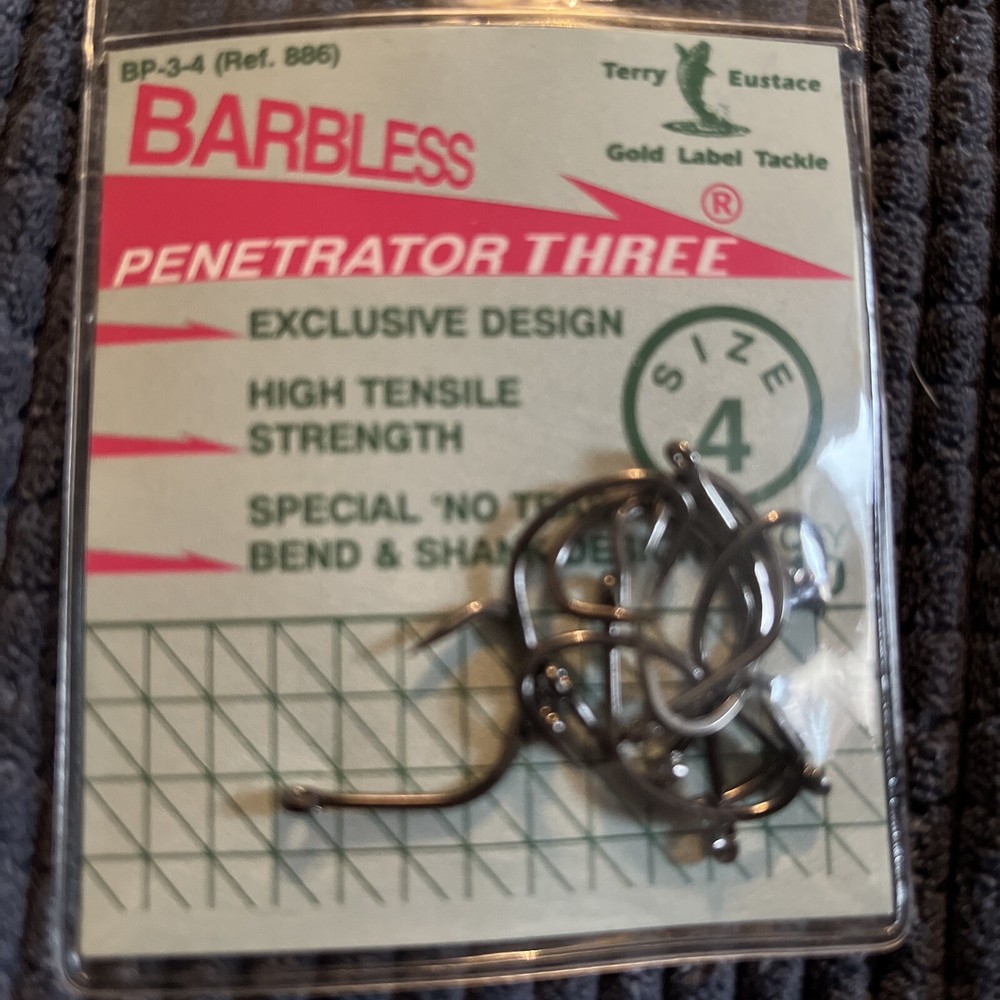 BP-3-4 (Ref. 886)
Terry Eustace
Gold Label Tackle
BARBLESS
®
PENETRATOR THREE
EXCLUSIVE DESIGN
SIZE
4
HIGH TENSILE
STRENGTH
SPECIAL "NO
BEND &